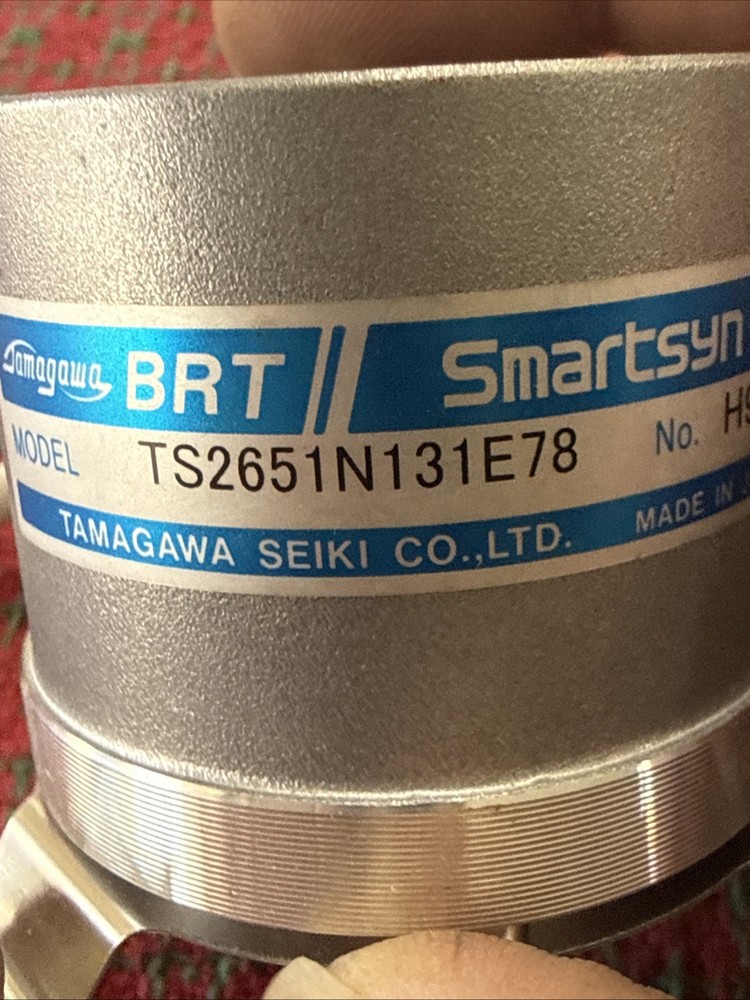 Tamagawa BRT Smartsyn
MODEL TS2651N131E78 No.
TAMAGAWA SEIKI CO.,LTD. MADE IN